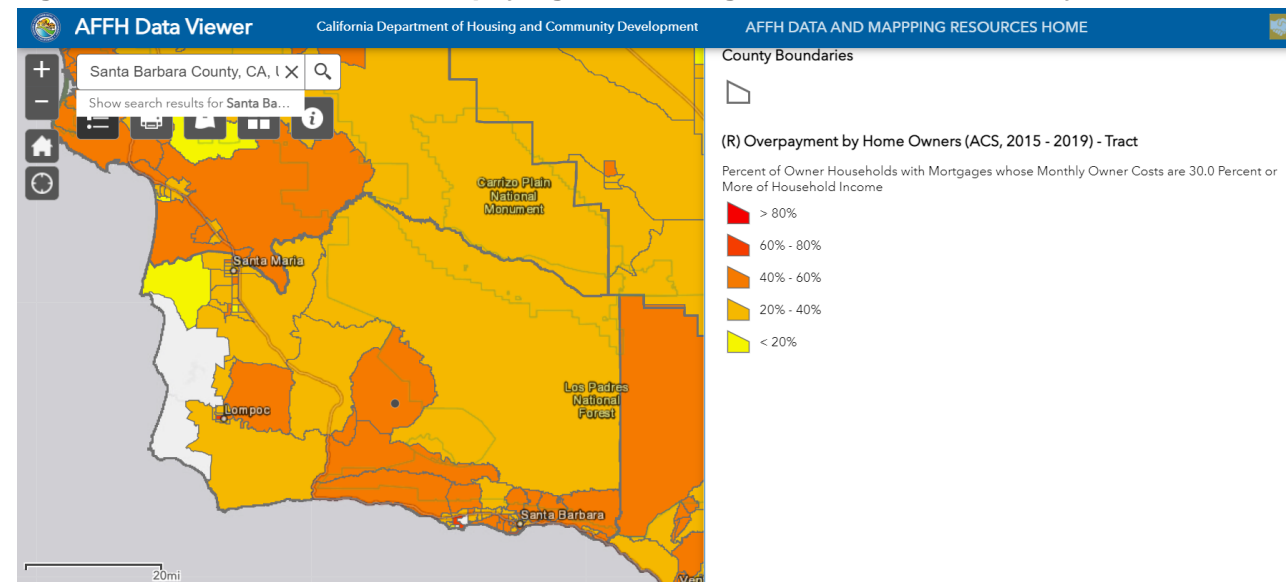 AFFH Data Viewer
California Department of Housing and Community Development
AFFH DATA AND MAPPPING RESOURCES HOME
+
Santa Barbara County, CA, U
−
Show search results for Santa Ba...
Carrizo Plain
National
Monument
Santa Maria
Los Padres
National
Forest
Lompoc
Santa Barbara
20mi
County Boundaries
(R) Overpayment by Home Owners (ACS, 2015 - 2019) - Tract
Percent of Owner Households with Mortgages whose Monthly Owner Costs are 30.0 Percent or
More of Household Income
> 80%
60% - 80%
40% - 60%
20% - 40%
< 20%